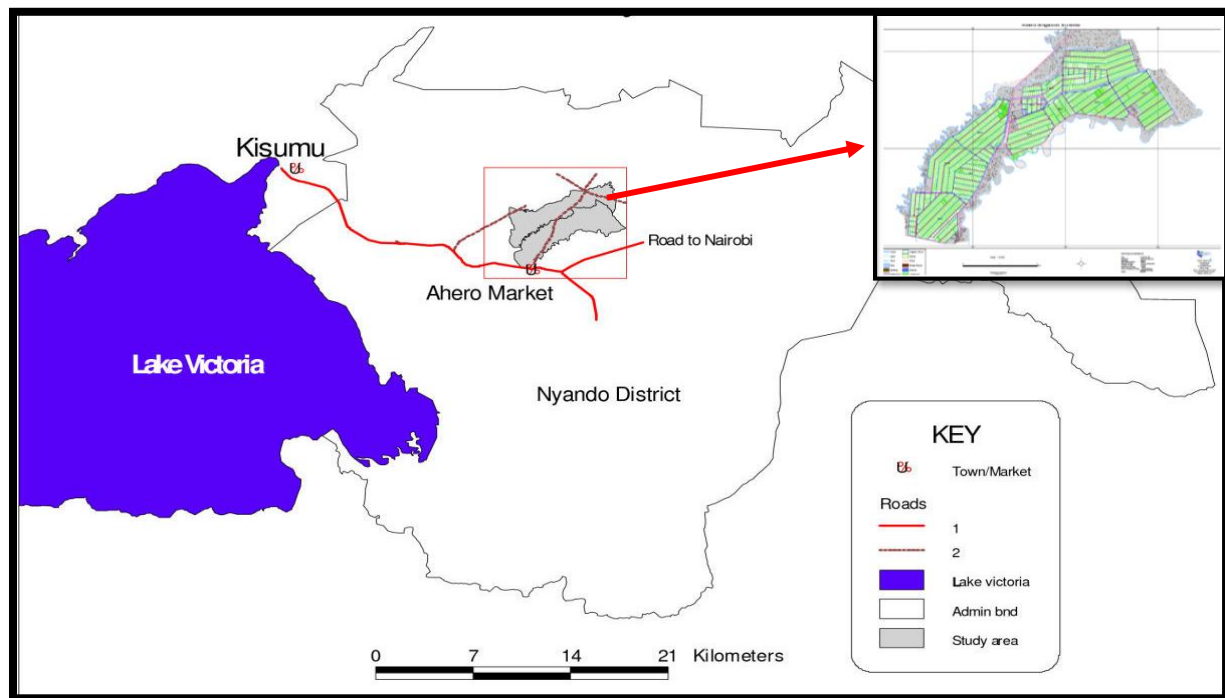 Kisumu
Road to Nairobi
Ahero Market
Lake Victoria
Nyando District
KEY
Town/Market
Roads
1
2
Lake victoria
Admin bnd
Study area
0 7 14 21 Kilometers